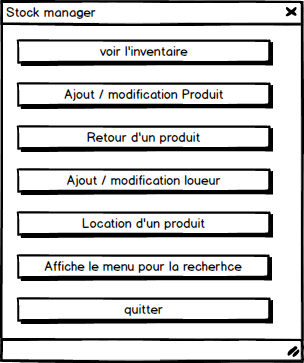 Stock manager
voir l'inventaire
Ajout / modification Produit
Retour d'un produit
Ajout / modification loueur
Location d'un produit
Affiche le menu pour la recherhce
quitter